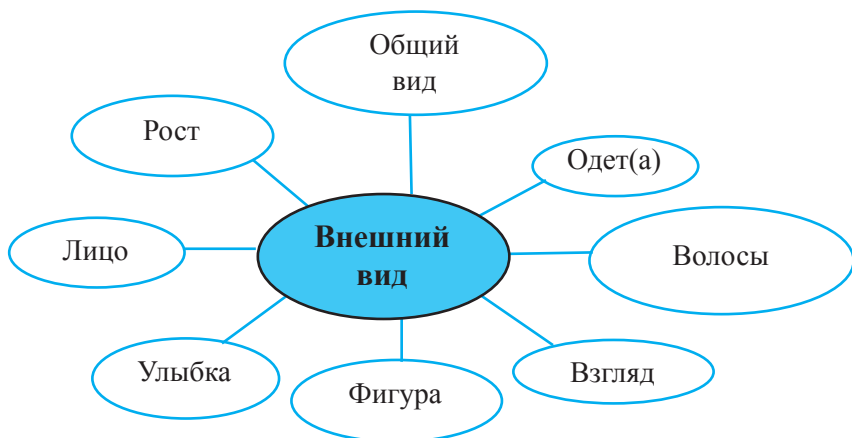 Общий
вид
Рост
Одет(а)
Лицо
Внешний
вид
Волосы
Улыбка
Фигура
Взгляд